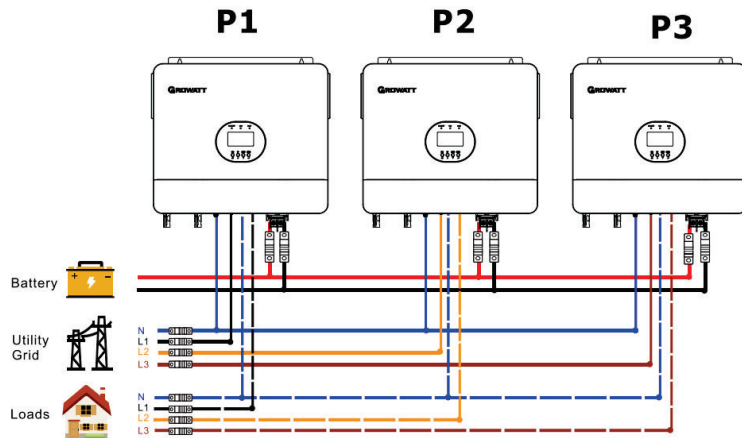 P1
P2
P3
GROWATT
GROWATT
GROWATT
Battery
+ −
Utility
Grid
N
L1
L2
L3
Loads
N
L1
L2
L3